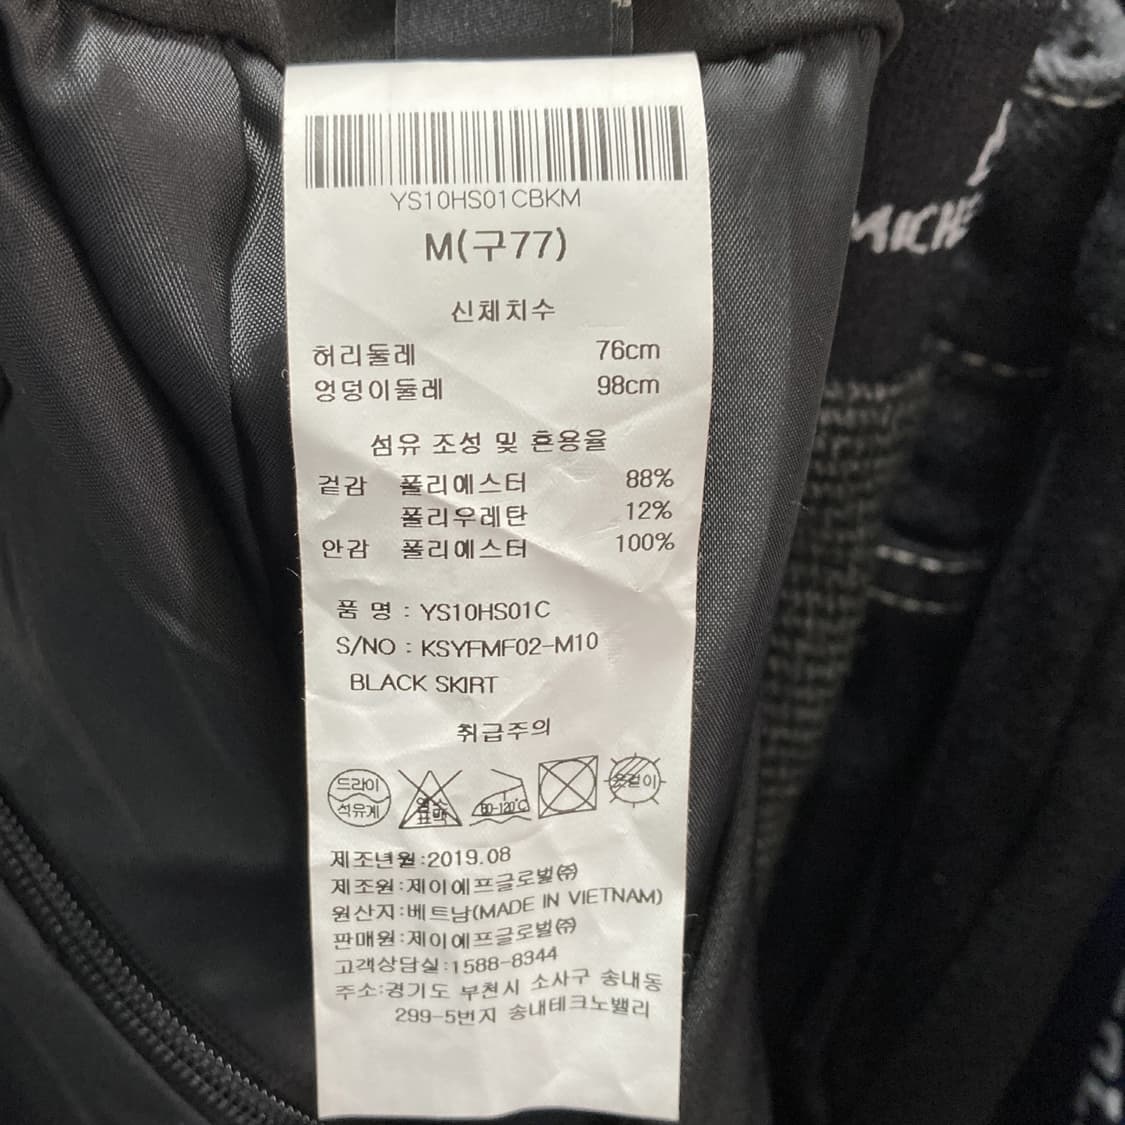 YS10HS01CBKM
M(구77)
신체치수
허리둘레 76cm
엉덩이둘레 98cm
섬유 조성 및 혼용율
겉감 폴리에스터 88%
폴리우레탄 12%
안감 폴리에스터 100%
품 명 : YS10HS01C
S/NO : KSYFMF02-M10
BLACK SKIRT
취급주의
드라이
석유계
염소
표백
80-120℃
옷걸이
제조년월:2019.08
제조원:제이에프글로벌㈜
원산지:베트남(MADE IN VIETNAM)
판매원:제이에프글로벌㈜
고객상담실:1588-8344
주소:경기도 부천시 소사구 송내동
299-5번지 송내테크노밸리